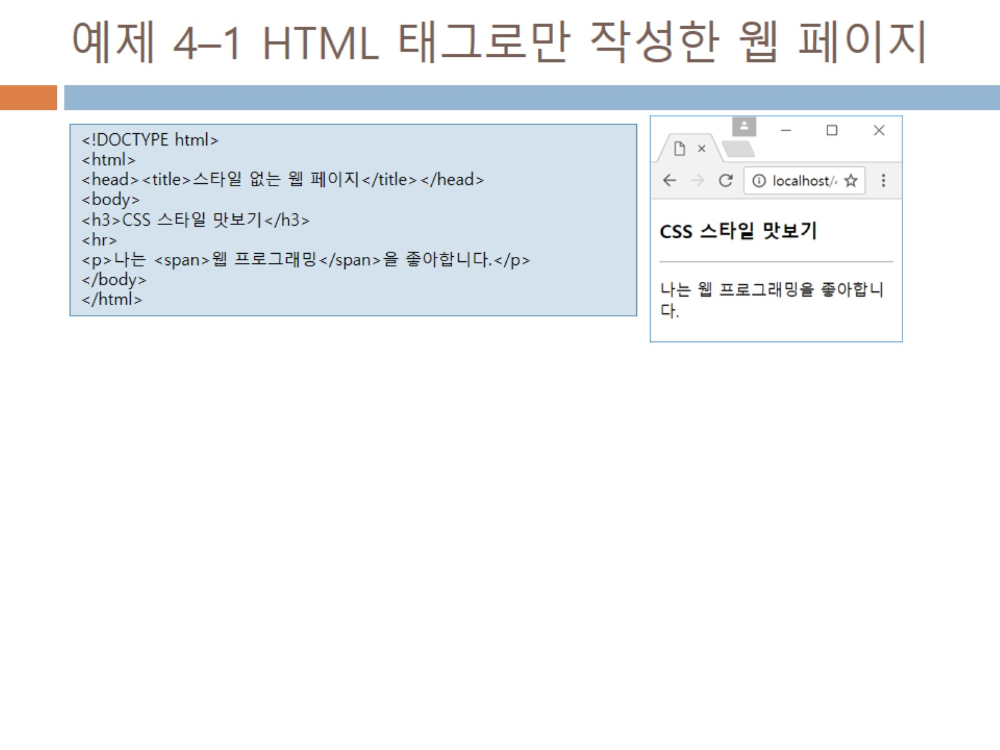 예제 4–1 HTML 태그로만 작성한 웹 페이지
<!DOCTYPE html>
<html>
<head><title>스타일 없는 웹 페이지</title></head>
<body>
<h3>CSS 스타일 맛보기</h3>
<hr>
<p>나는 <span>웹 프로그래밍</span>을 좋아합니다.</p>
</body>
</html>
localhost/
CSS 스타일 맛보기
나는 웹 프로그래밍을 좋아합니
다.